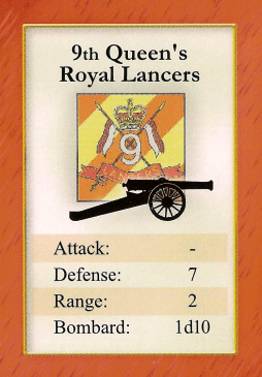 9th Queen's
Royal Lancers
9
Attack: -
Defense: 7
Range: 2
Bombard: 1d10